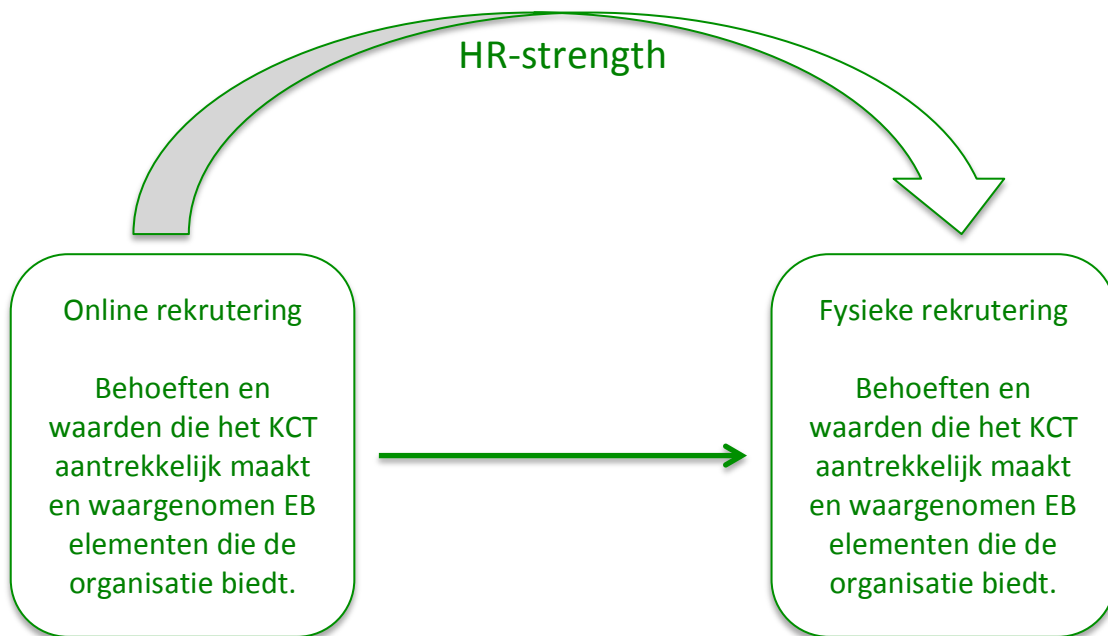 HR-strength
Online rekrutering
Behoeften en
waarden die het KCT
aantrekkelijk maakt
en waargenomen EB
elementen die de
organisatie biedt.
Fysieke rekrutering
Behoeften en
waarden die het KCT
aantrekkelijk maakt
en waargenomen EB
elementen die de
organisatie biedt.